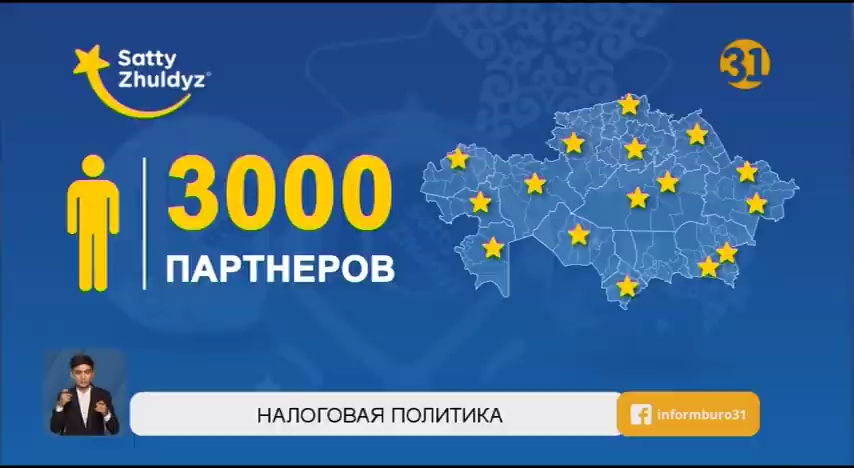 Satty
Zhuldyz®
31
3000
ПАРТНЕРОВ
НАЛОГОВАЯ ПОЛИТИКА
informburo31